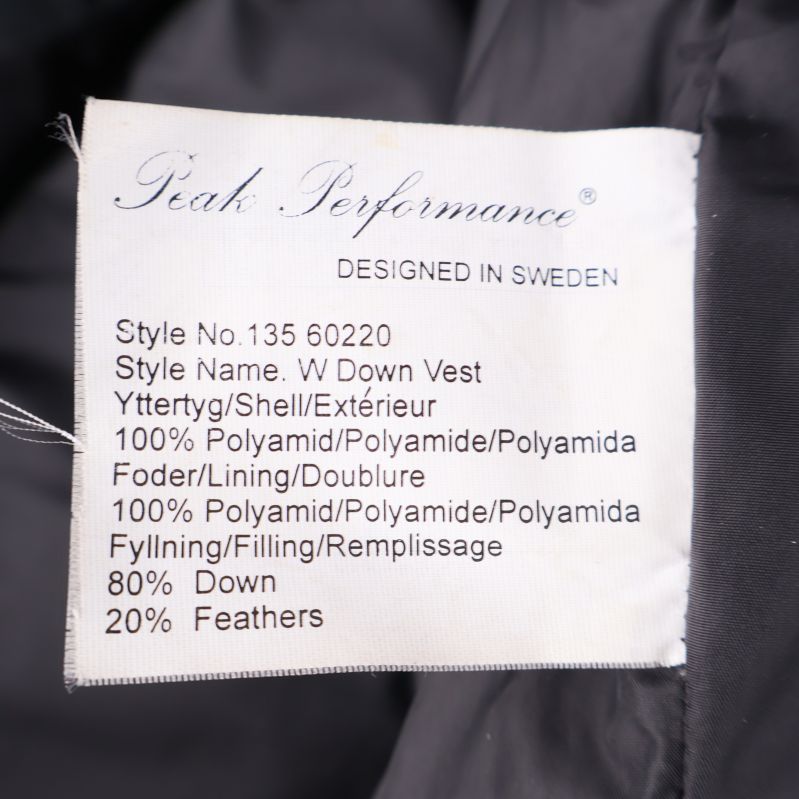 Peak Performance®
DESIGNED IN SWEDEN
Style No.135 60220
Style Name. W Down Vest
Yttertyg/Shell/Extérieur
100% Polyamid/Polyamide/Polyamida
Foder/Lining/Doublure
100% Polyamid/Polyamide/Polyamida
Fyllning/Filling/Remplissage
80% Down
20% Feathers